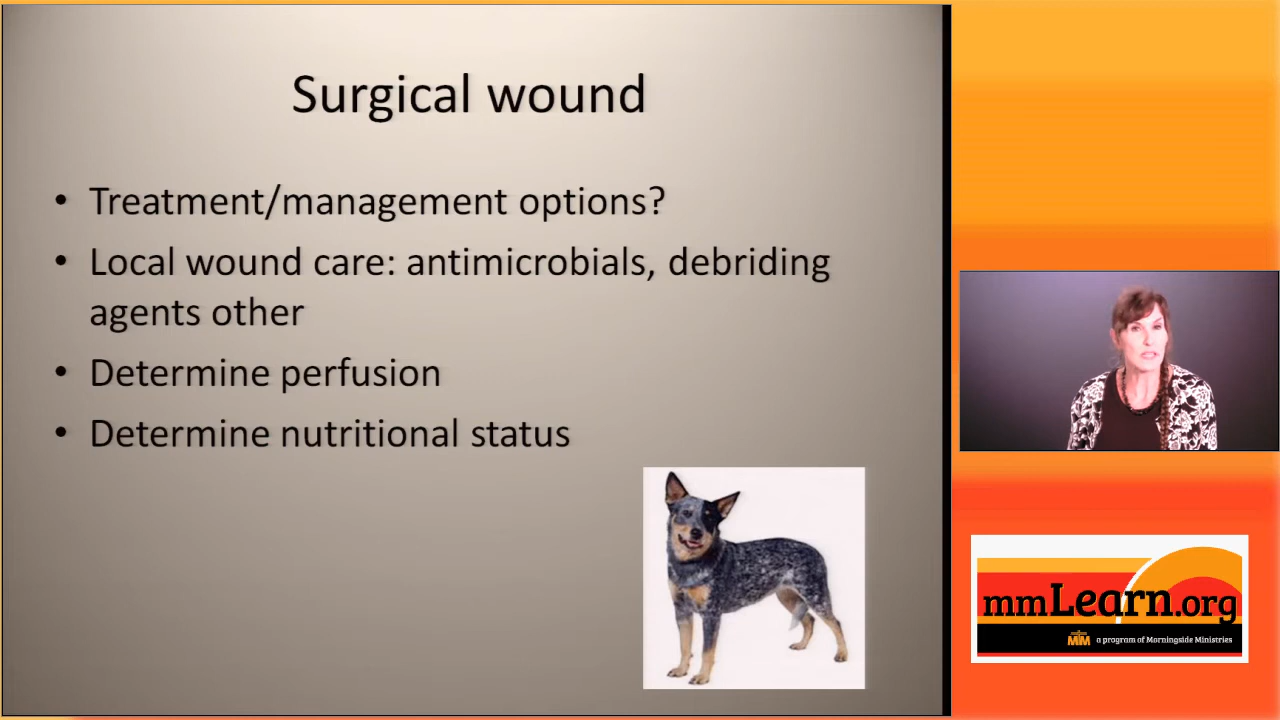 Surgical wound
• Treatment/management options?
• Local wound care: antimicrobials, debriding
agents other
• Determine perfusion
• Determine nutritional status
mmLearn.org
MM a program of Morningside Ministries